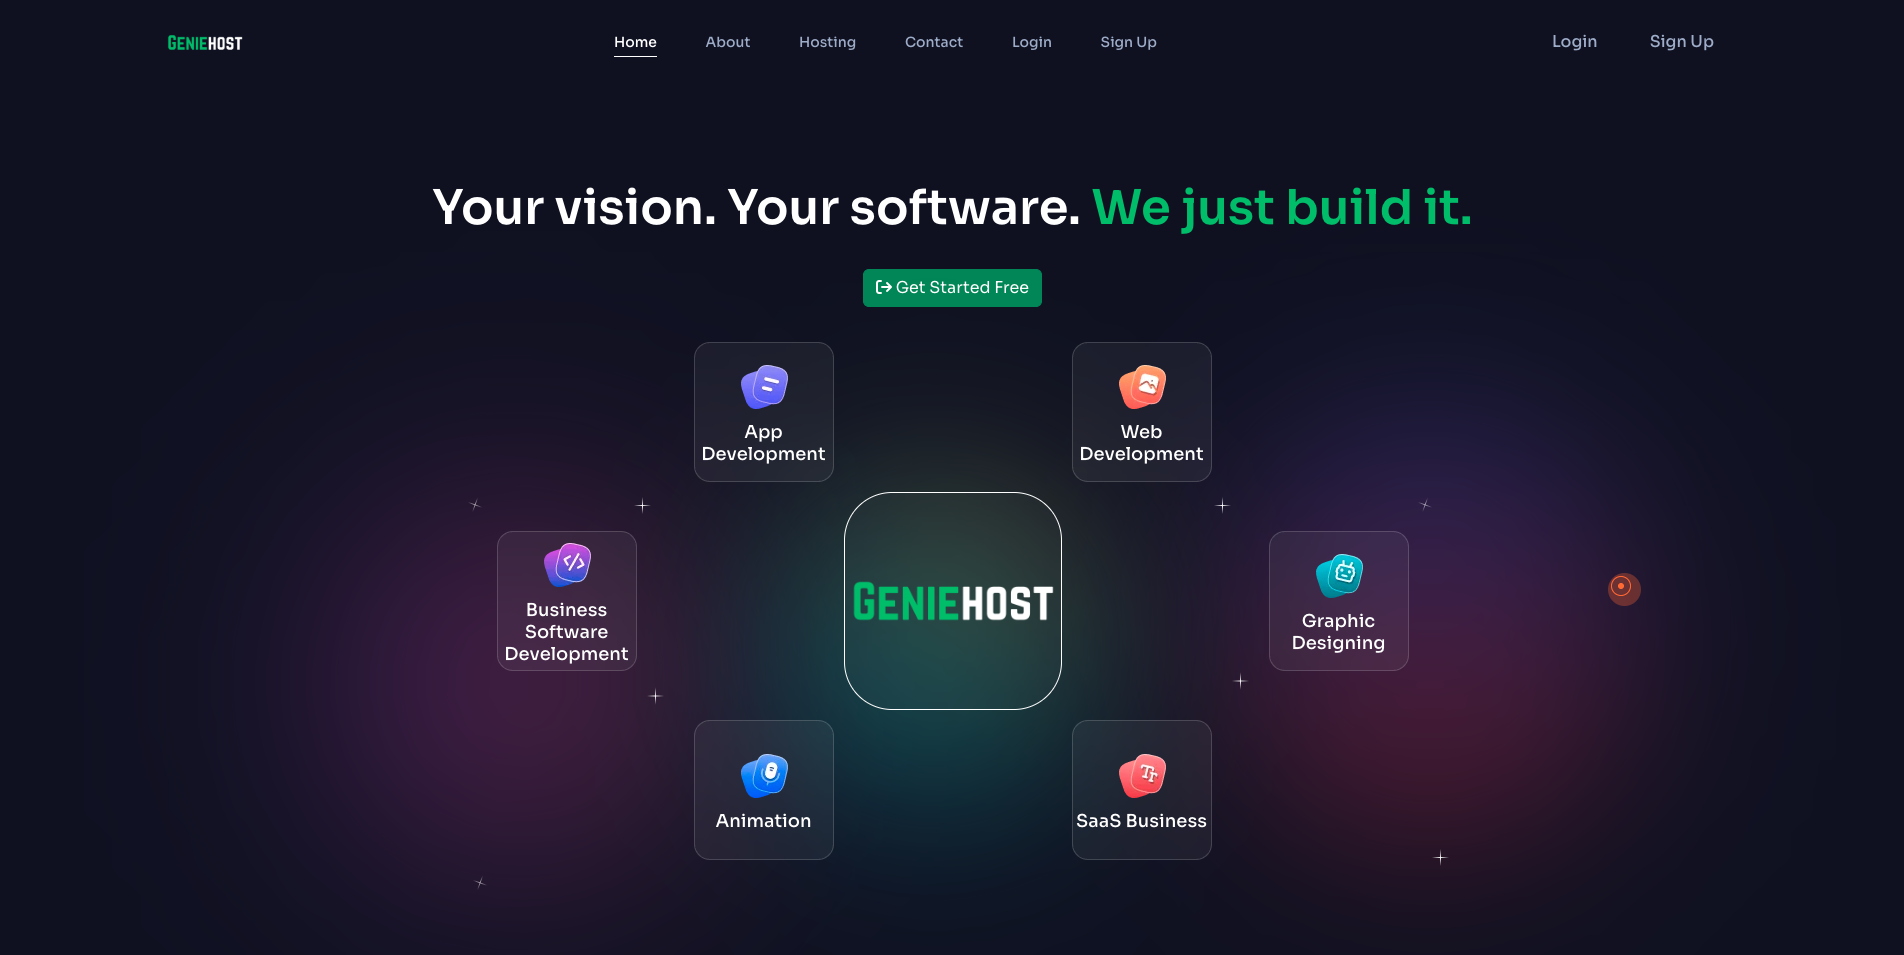 GENIEHOST
Home About Hosting Contact Login Sign Up
Login Sign Up
Your vision. Your software. We just build it.
Get Started Free
App
Development
Web
Development
Business
Software
Development
GENIEHOST
Graphic
Designing
Animation
SaaS Business